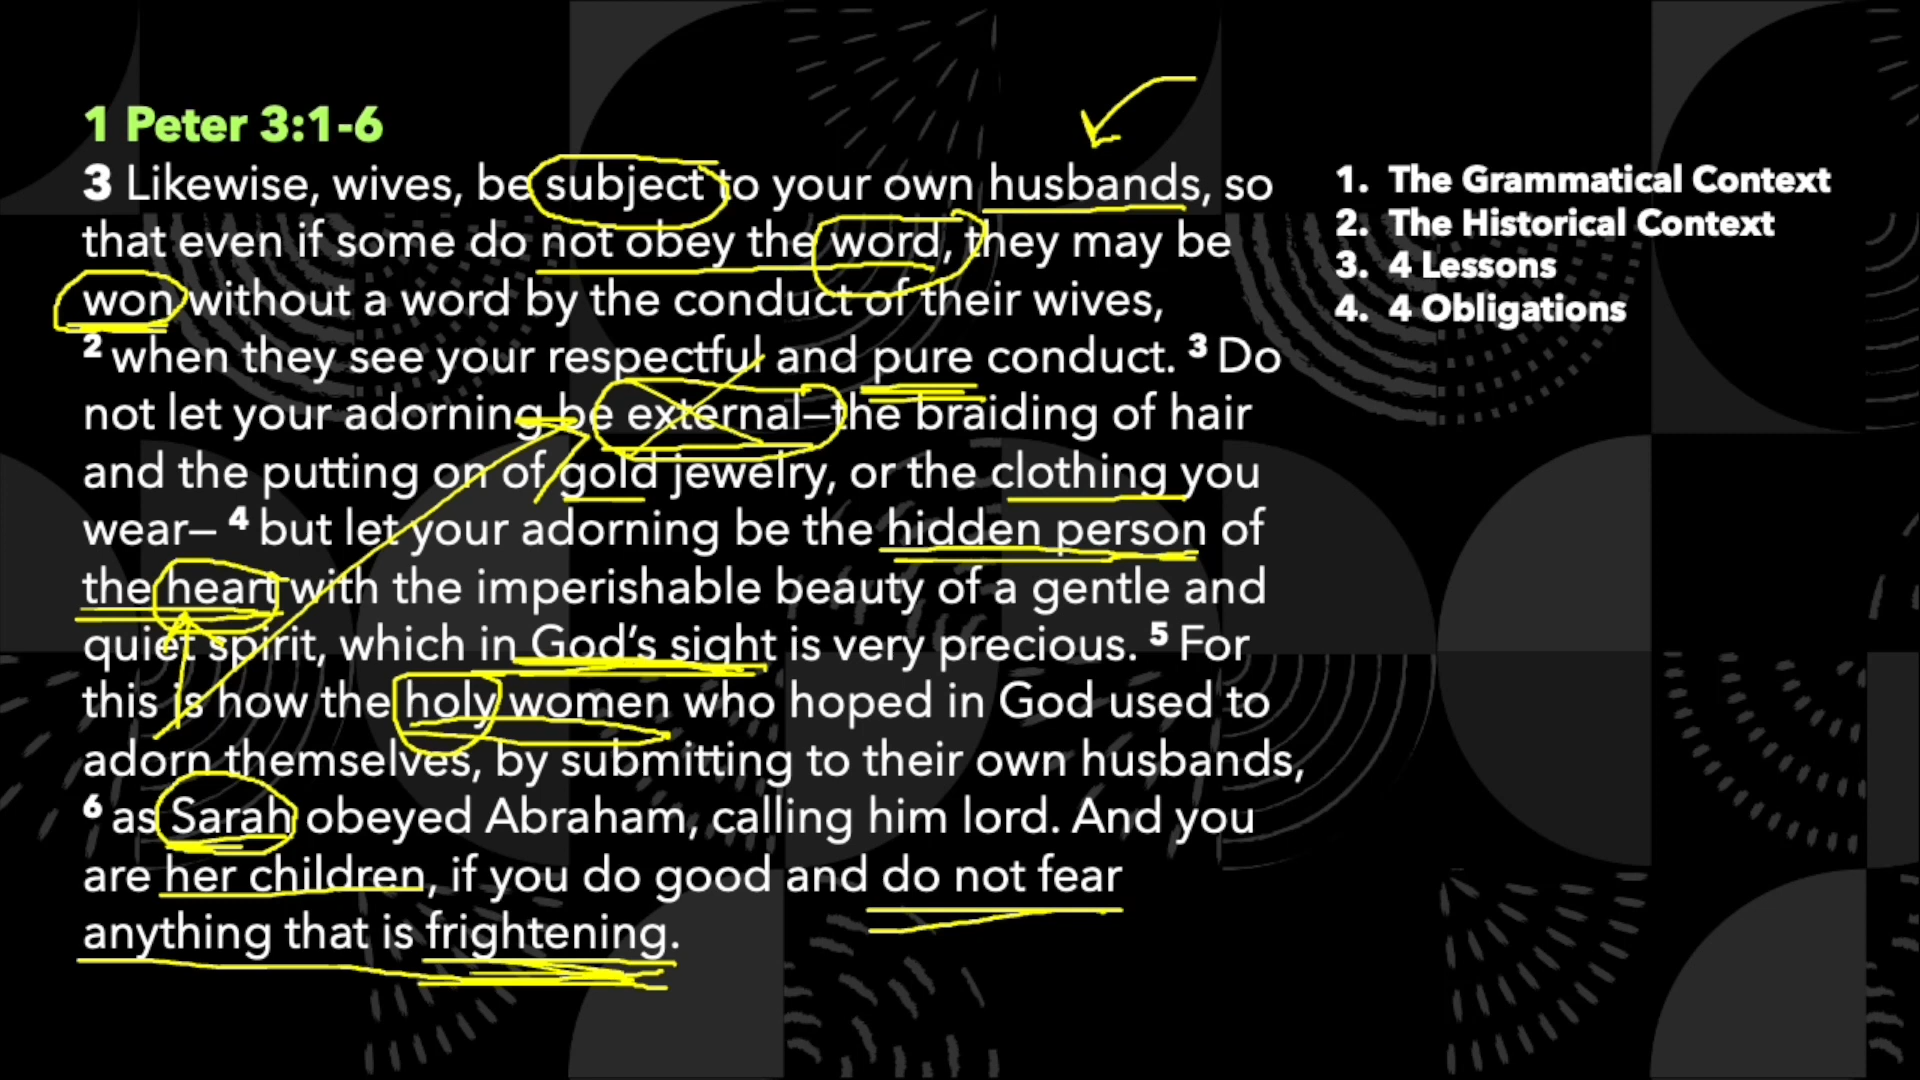 1 Peter 3:1-6
3 Likewise, wives, be subject to your own husbands, so
that even if some do not obey the word, they may be
won without a word by the conduct of their wives,
2 when they see your respectful and pure conduct. 3 Do
not let your adorning be external—the braiding of hair
and the putting on of gold jewelry, or the clothing you
wear— 4 but let your adorning be the hidden person of
the heart with the imperishable beauty of a gentle and
quiet spirit, which in God’s sight is very precious. 5 For
this is how the holy women who hoped in God used to
adorn themselves, by submitting to their own husbands,
6 as Sarah obeyed Abraham, calling him lord. And you
are her children, if you do good and do not fear
anything that is frightening.
1. The Grammatical Context
2. The Historical Context
3. 4 Lessons
4. 4 Obligations